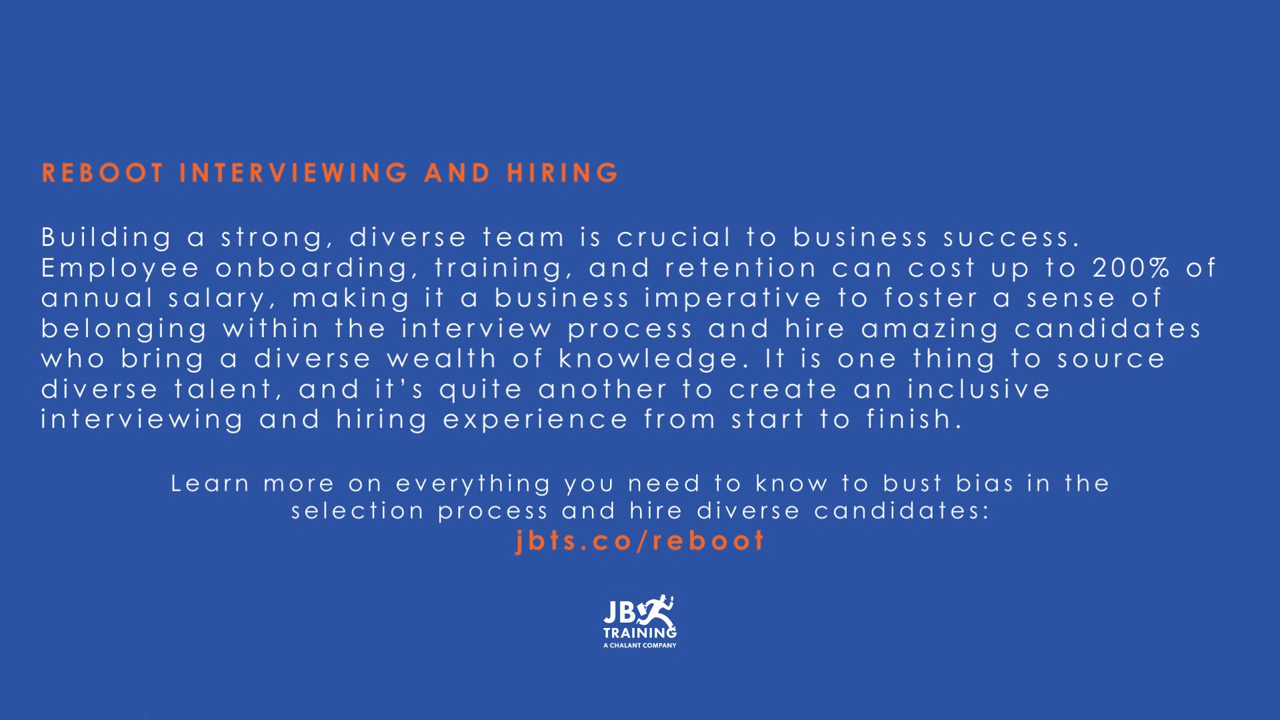 REBOOT INTERVIEWING AND HIRING
Building a strong, diverse team is crucial to business success.
Employee onboarding, training, and retention can cost up to 200% of
annual salary, making it a business imperative to foster a sense of
belonging within the interview process and hire amazing candidates
who bring a diverse wealth of knowledge. It is one thing to source
diverse talent, and it’s quite another to create an inclusive
interviewing and hiring experience from start to finish.
Learn more on everything you need to know to bust bias in the
selection process and hire diverse candidates:
jbts.co/reboot
JB
TRAINING
A CHALANT COMPANY